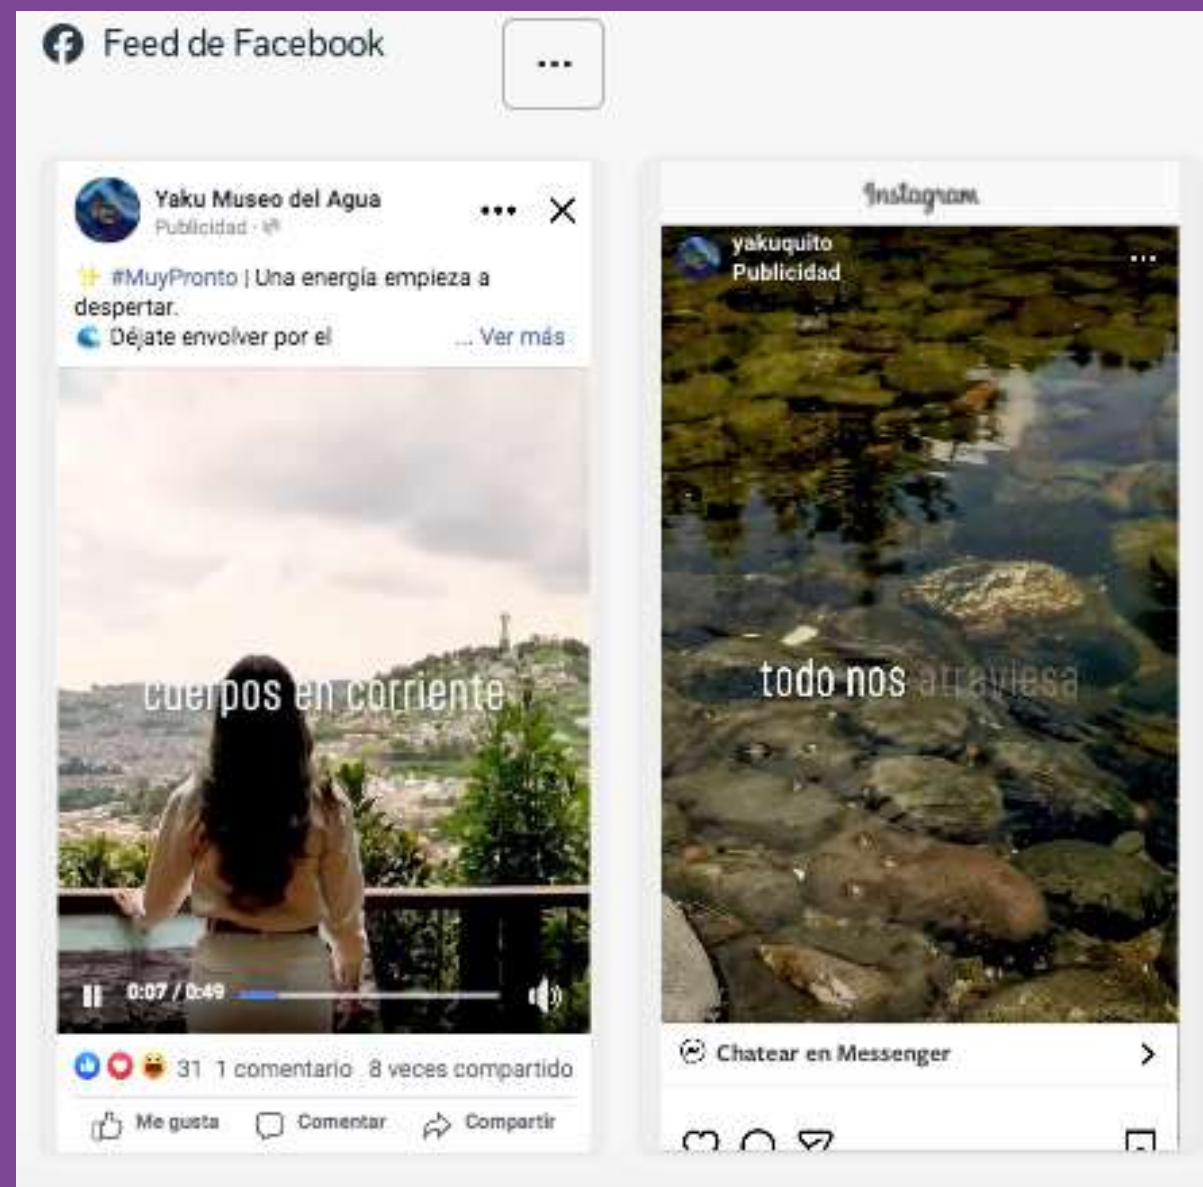 Feed de Facebook
...
Yaku Museo del Agua
Publicidad
✨ #MuyPronto | Una energía empieza a
despertar.
🌊 Déjate envolver por el ... Ver más
cuerpos en corriente
0:07 / 0:49
31 1 comentario 8 veces compartido
Me gusta Comentar Compartir
Instagram
yakuquito
Publicidad
todo nos atraviesa
Chatear en Messenger